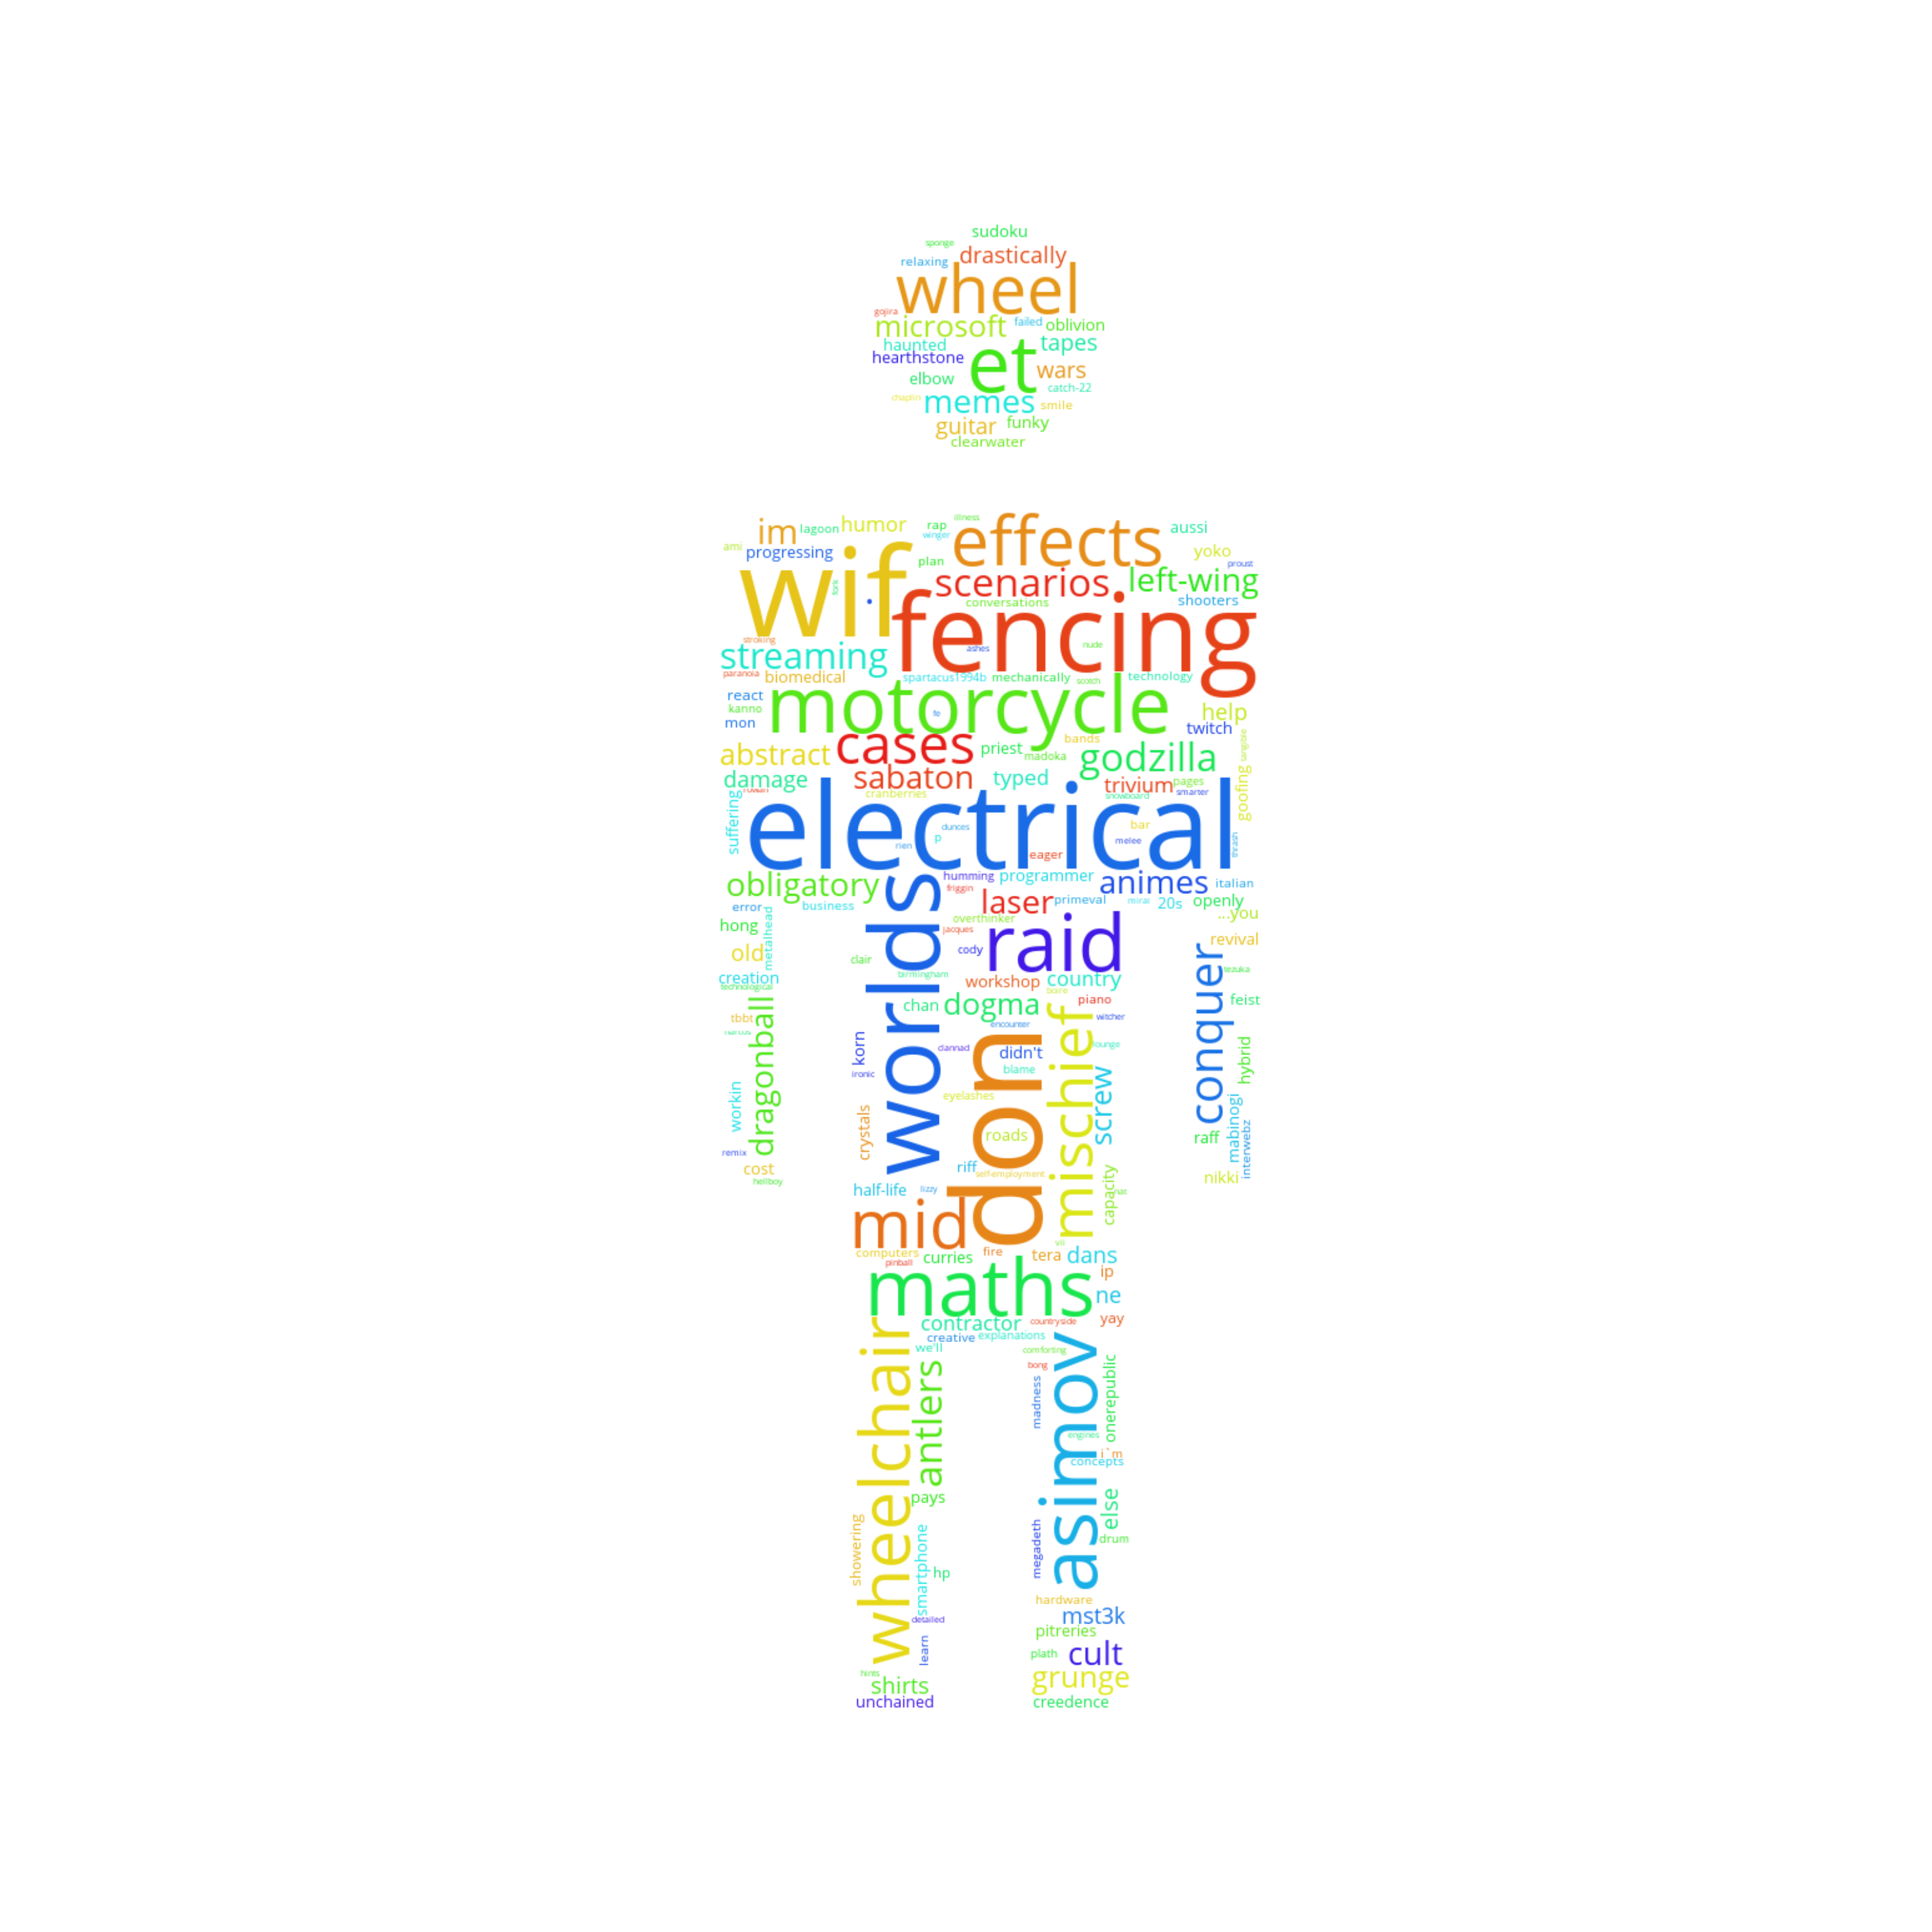 sudoku
sponge
drastically
relaxing
wheel
gojira
microsoft
failed
oblivion
haunted
et
tapes
hearthstone
wars
elbow
catch-22
chaplin
memes
smile
guitar
funky
clearwater
im
lagoon
humor
rap
illness
winger
effects
aussi
ami
progressing
wif
plan
yoko
proust
scenarios
left-wing
fork
conversations
shooters
fencing
stroking
streaming
ashes
nude
paranoia
biomedical
spartacus1994b
mechanically
scotch
technology
react
motorcycle
kanno
mon
fo
help
twitch
abstract
cases
priest
bands
madoka
godzilla
tangible
damage
sabaton
typed
trivium
pages
goofing
cranberries
snowboard
smarter
suffering
electrical
dunces
p
rien
bar
melee
thrash
eager
obligatory
humming
programmer
animes
italian
friggin
worlds
laser
primeval
mirai
20s
openly
error
business
...you
hong
metalhead
overthinker
jacques
raid
revival
old
clair
cody
conquer
tezuka
creation
birmingham
workshop
country
technological
boire
chan
dogma
piano
feist
dragonball
tbbt
encounter
mischief
witcher
korn
clannad
don
didn't
lounge
hybrid
ironic
blame
screw
workin
eyelashes
crystals
roads
raff
mabinogi
interwebz
remix
cost
riff
self-employment
capacity
nikki
hellboy
half-life
lizzy
mid
vii
computers
curries
fire
tera
dans
pinball
maths
ip
ne
contractor
countryside
yay
creative
explanations
wheelchair
we'll
comforting
asimov
antlers
bong
madness
onerepublic
engines
i`m
concepts
pays
else
showering
smartphone
megadeth
drum
hp
hardware
detailed
mst3k
learn
pitreries
plath
cult
hints
shirts
grunge
unchained
creedence